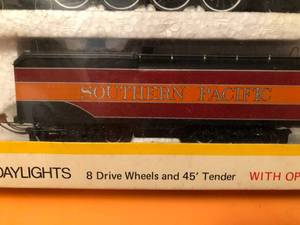 SOUTHERN PACIFIC
DAYLIGHTS 8 Drive Wheels and 45' Tender WITH OP